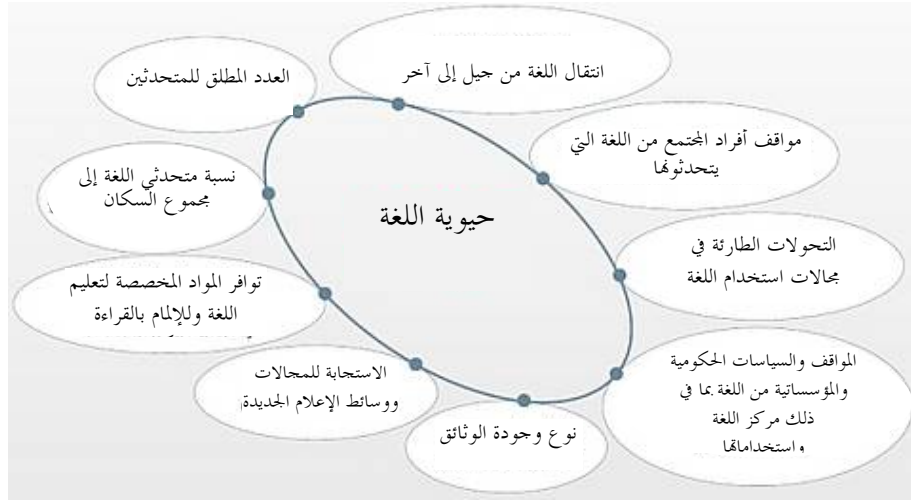 انتقال اللغة من جيل إلى آخر
العدد المطلق للمتحدثين
مواقف أفراد المجتمع من اللغة التي
يتحدثونها
نسبة متحدثي اللغة إلى
مجموع السكان
حيوية اللغة
التحولات الطارئة في
مجالات استخدام اللغة
توافر المواد المخصصة لتعليم
اللغة وللإلمام بالقراءة
المواقف والسياسات الحكومية
والمؤسساتية من اللغة بما في
ذلك مركز اللغة
واستخداماتها
الاستجابة للمجالات
ووسائط الإعلام الجديدة
نوع وجودة الوثائق